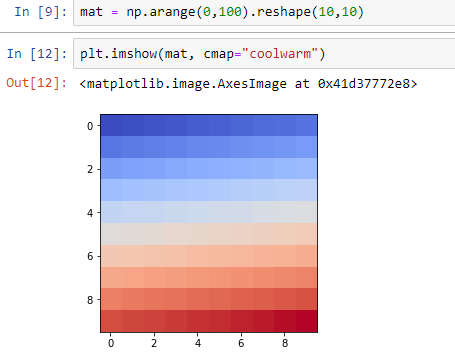 In [9]: mat = np.arange(0,100).reshape(10,10)
In [12]: plt.imshow(mat, cmap="coolwarm")
Out[12]: <matplotlib.image.AxesImage at 0x41d37772e8>
0
2
4
6
8
0 2 4 6 8